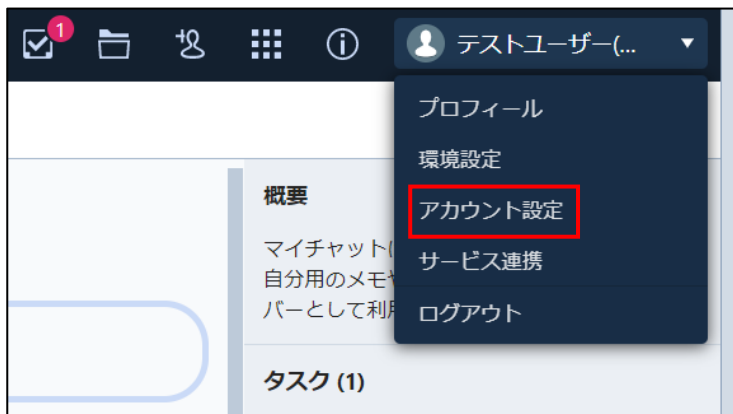 1
テストユーザー(...
プロフィール
環境設定
アカウント設定
サービス連携
ログアウト
概要
マイチャット(
自分用のメモ
バーとして利
タスク (1)